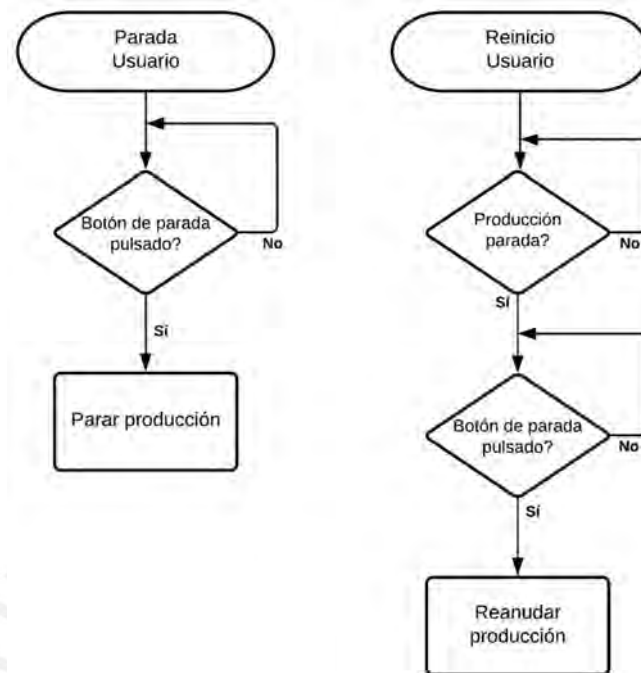 Parada
Usuario
Botón de parada
pulsado?
No
Sí
Parar producción
Reinicio
Usuario
Producción
parada?
No
Sí
Botón de parada
pulsado?
No
Sí
Reanudar
producción